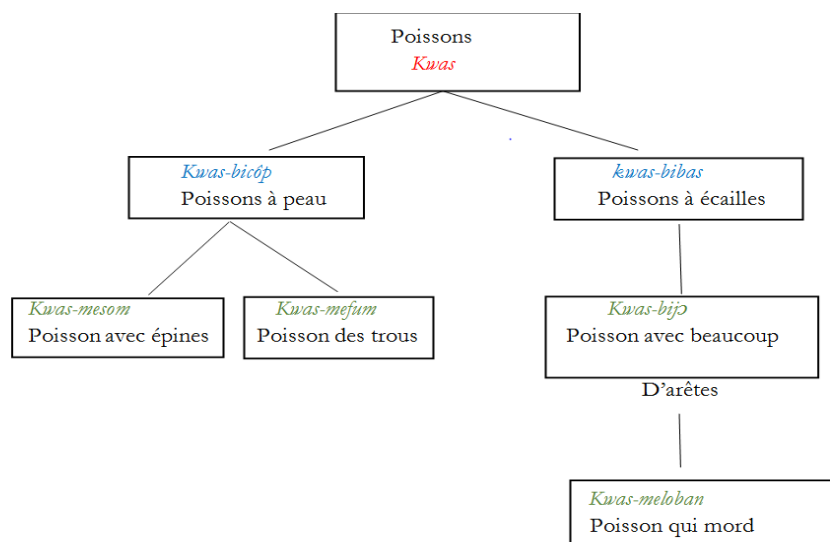 Poissons
Kwas
Kwas-bicôp
Poissons à peau
kwas-bibas
Poissons à écailles
Kwas-mesom
Poisson avec épines
Kwas-mefum
Poisson des trous
Kwas-bijɔ
Poisson avec beaucoup
D'arêtes
Kwas-meloban
Poisson qui mord